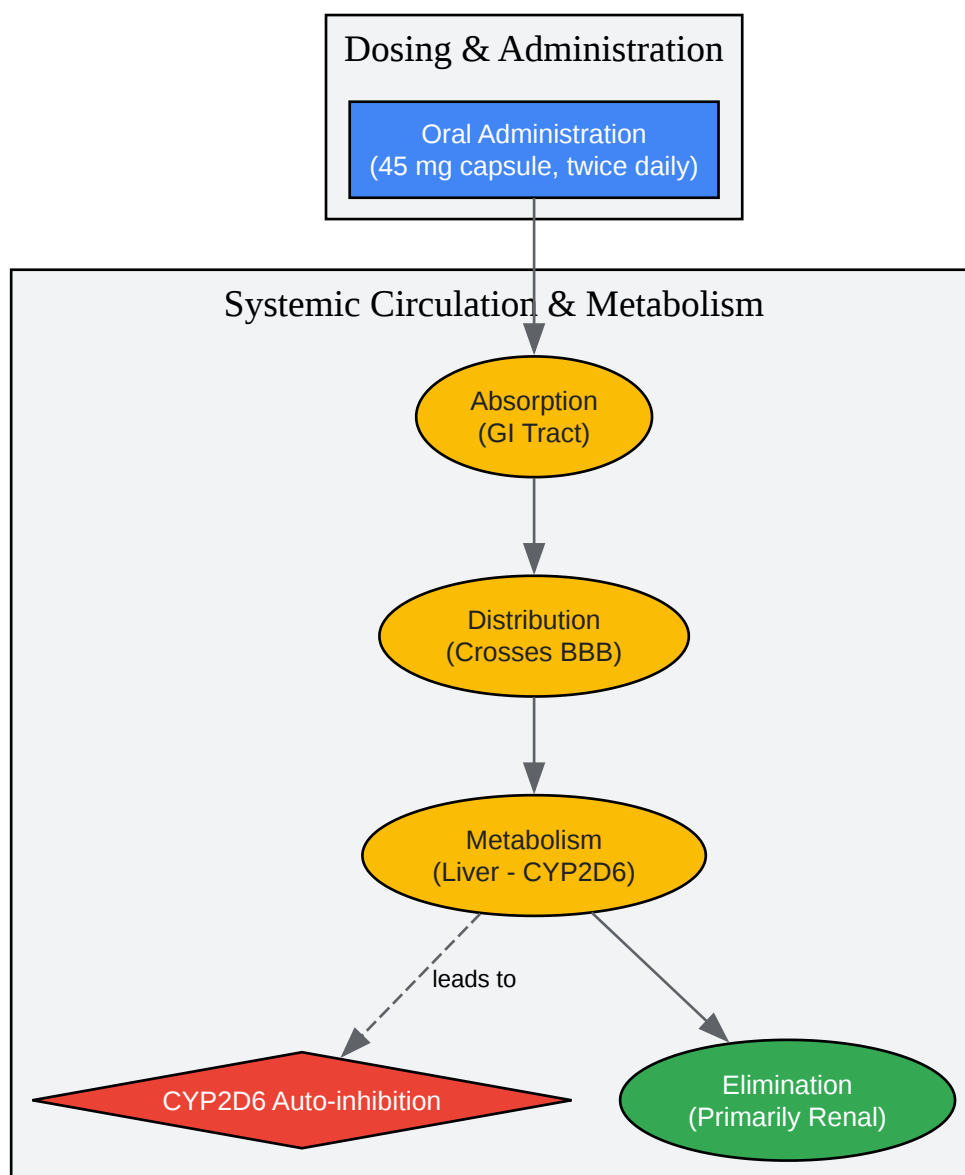 Dosing & Administration
Oral Administration
(45 mg capsule, twice daily)
Systemic Circulation & Metabolism
Absorption
(GI Tract)
Distribution
(Crosses BBB)
Metabolism
(Liver - CYP2D6)
leads to
CYP2D6 Auto-inhibition
Elimination
(Primarily Renal)